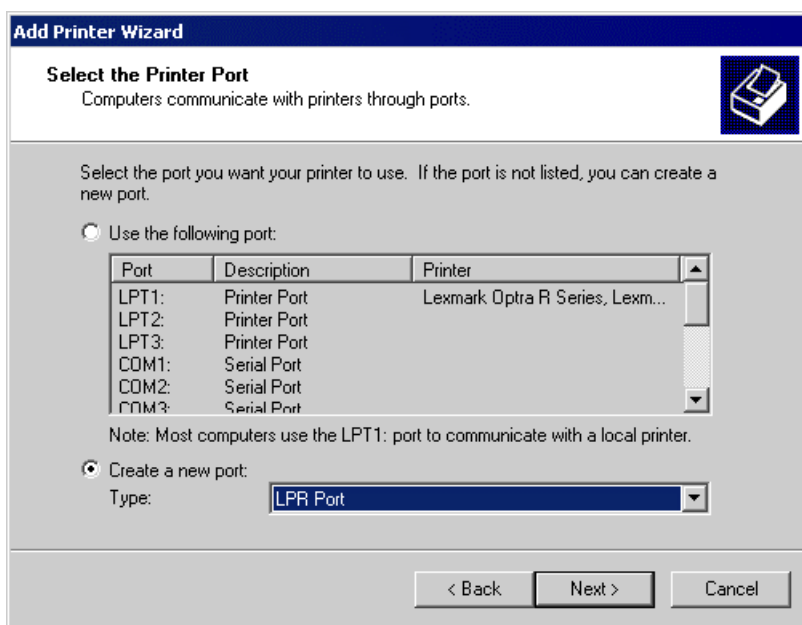 Add Printer Wizard
Select the Printer Port
Computers communicate with printers through ports.
Select the port you want your printer to use. If the port is not listed, you can create a
new port.
Use the following port:
Port Description Printer
LPT1: Printer Port Lexmark Optra R Series, Lexm...
LPT2: Printer Port
LPT3: Printer Port
COM1: Serial Port
COM2: Serial Port
COM3: Serial Port
Note: Most computers use the LPT1: port to communicate with a local printer.
Create a new port:
Type: LPR Port
< Back Next > Cancel